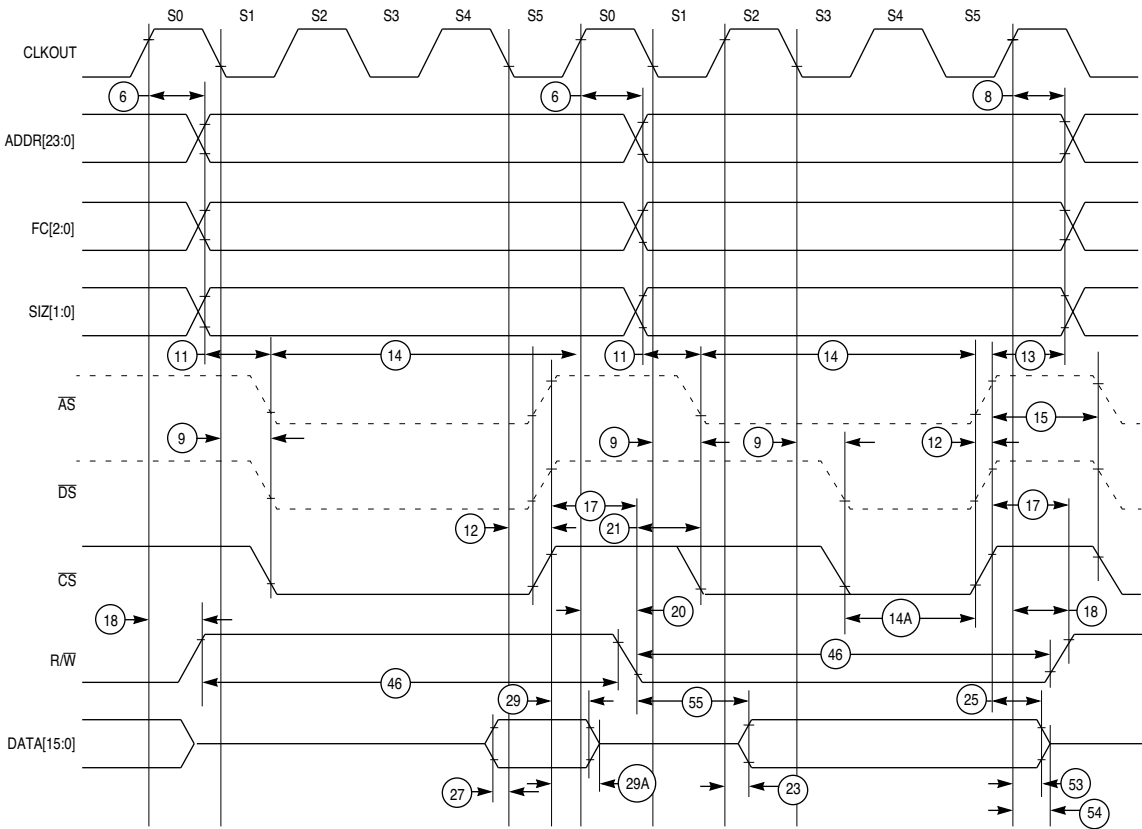 S0 S1 S2 S3 S4 S5 S0 S1 S2 S3 S4 S5
CLKOUT
6 6 8
ADDR[23:0]
FC[2:0]
SIZ[1:0]
11 14 11 14 13
AS
15
9 9 9 12
DS
17 17
12 21
CS
18 20 14A 18
R/W
46
46
29 55 25
DATA[15:0]
27 29A 23 53
54